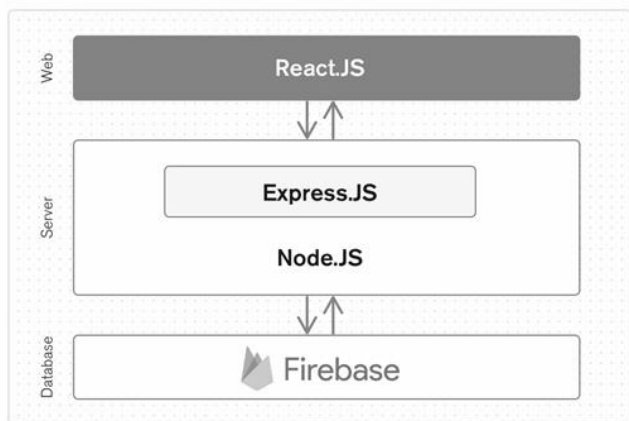 Web
React.JS
Server
Express.JS
Node.JS
Database
Firebase